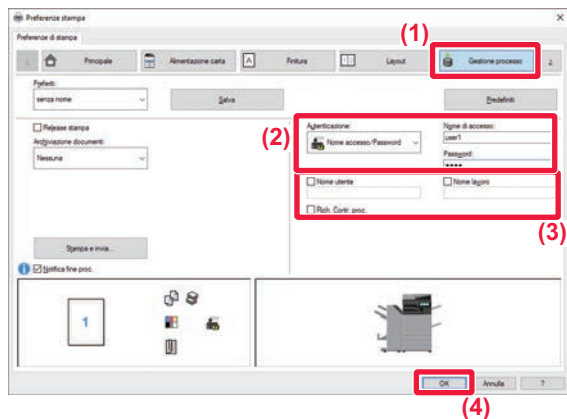 Preferenze stampa
Preferenze di stampa
(1)
Principale
Alimentazione carta
A
Finitura
Layout
Gestione processo
2
Preferiti:
senza nome
Salva
Predefiniti
Release stampa
Archiviazione documenti:
Nessuna
(2)
Autenticazione:
Nome accesso/Password
Nome di accesso:
user1
Password:
••••
Nome utente
Nome lavoro
Rich. Contr. proc.
(3)
Stampa e invia...
Notifica fine proc.
1
OK
Annulla
?
(4)